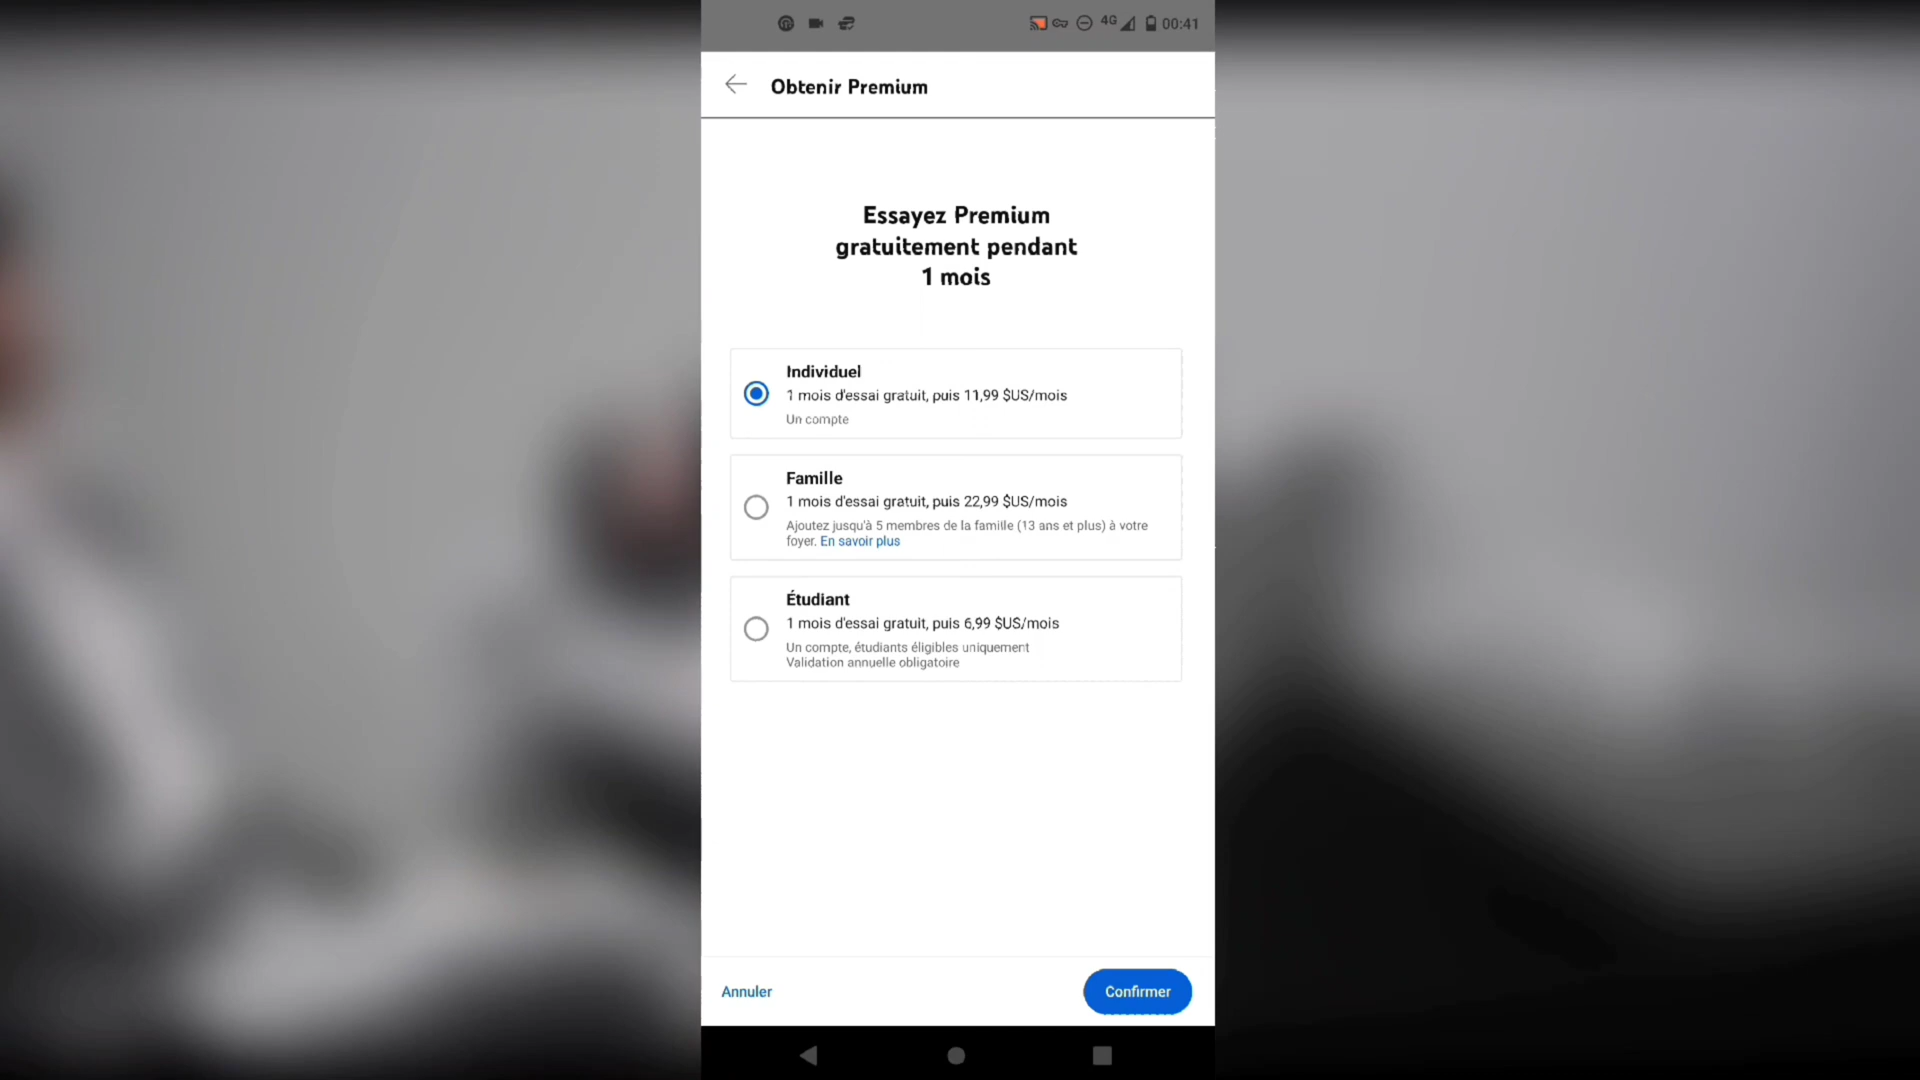 4G 00:41
Obtenir Premium
Essayez Premium
gratuitement pendant
1 mois
Individuel
1 mois d'essai gratuit, puis 11,99 $US/mois
Un compte
Famille
1 mois d'essai gratuit, puis 22,99 $US/mois
Ajoutez jusqu'à 5 membres de la famille (13 ans et plus) à votre
foyer. En savoir plus
Étudiant
1 mois d'essai gratuit, puis 6,99 $US/mois
Un compte, étudiants éligibles uniquement
Validation annuelle obligatoire
Annuler
Confirmer